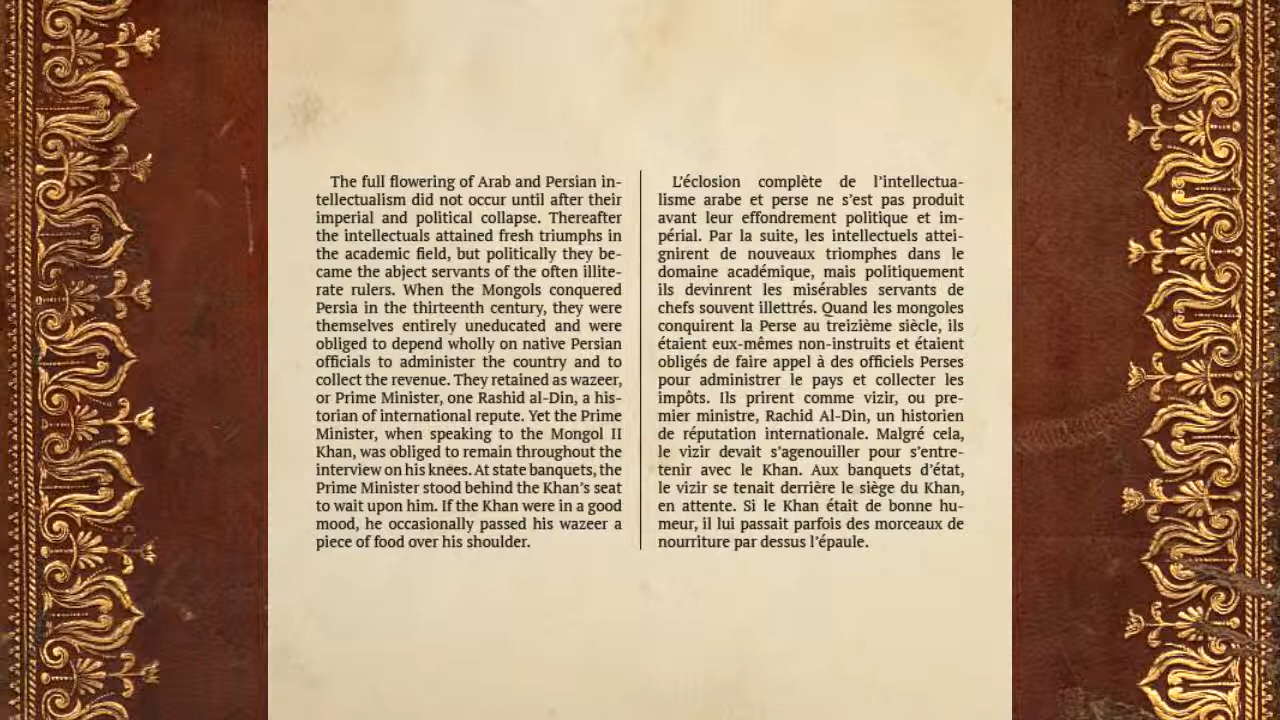 The full flowering of Arab and Persian in-
tellectualism did not occur until after their
imperial and political collapse. Thereafter
the intellectuals attained fresh triumphs in
the academic field, but politically they be-
came the abject servants of the often illite-
rate rulers. When the Mongols conquered
Persia in the thirteenth century, they were
themselves entirely uneducated and were
obliged to depend wholly on native Persian
officials to administer the country and to
collect the revenue. They retained as wazeer,
or Prime Minister, one Rashid al-Din, a his-
torian of international repute. Yet the Prime
Minister, when speaking to the Mongol II
Khan, was obliged to remain throughout the
interview on his knees. At state banquets, the
Prime Minister stood behind the Khan's seat
to wait upon him. If the Khan were in a good
mood, he occasionally passed his wazeer a
piece of food over his shoulder.
L'éclosion complète de l'intellectua-
lisme arabe et perse ne s'est pas produit
avant leur effondrement politique et im-
périal. Par la suite, les intellectuels attei-
gnirent de nouveaux triomphes dans le
domaine académique, mais politiquement
ils devinrent les misérables servants de
chefs souvent illettrés. Quand les mongoles
conquirent la Perse au treizième siècle, ils
étaient eux-mêmes non-instruits et étaient
obligés de faire appel à des officiels Perses
pour administrer le pays et collecter les
impôts. Ils prirent comme vizir, ou pre-
mier ministre, Rachid Al-Din, un historien
de réputation internationale. Malgré cela,
le vizir devait s'agenouiller pour s'entre-
tenir avec le Khan. Aux banquets d'état,
le vizir se tenait derrière le siège du Khan,
en attente. Si le Khan était de bonne hu-
meur, il lui passait parfois des morceaux de
nourriture par dessus l'épaule.